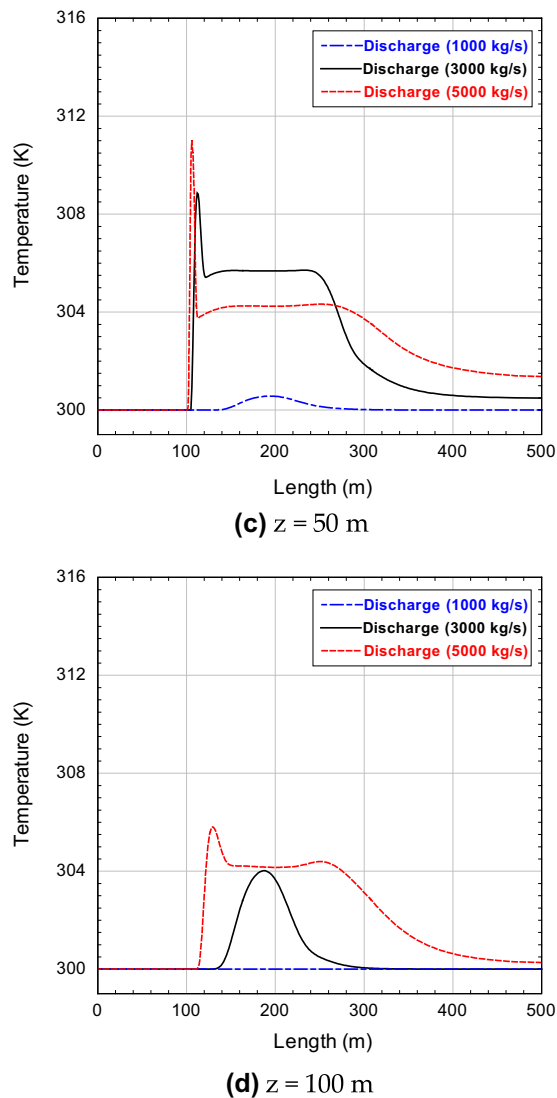 316
312
308
304
300
Temperature (K)
Discharge (1000 kg/s)
Discharge (3000 kg/s)
Discharge (5000 kg/s)
0 100 200 300 400 500
Length (m)
(c) z = 50 m
316
312
308
304
300
Temperature (K)
Discharge (1000 kg/s)
Discharge (3000 kg/s)
Discharge (5000 kg/s)
0 100 200 300 400 500
Length (m)
(d) z = 100 m